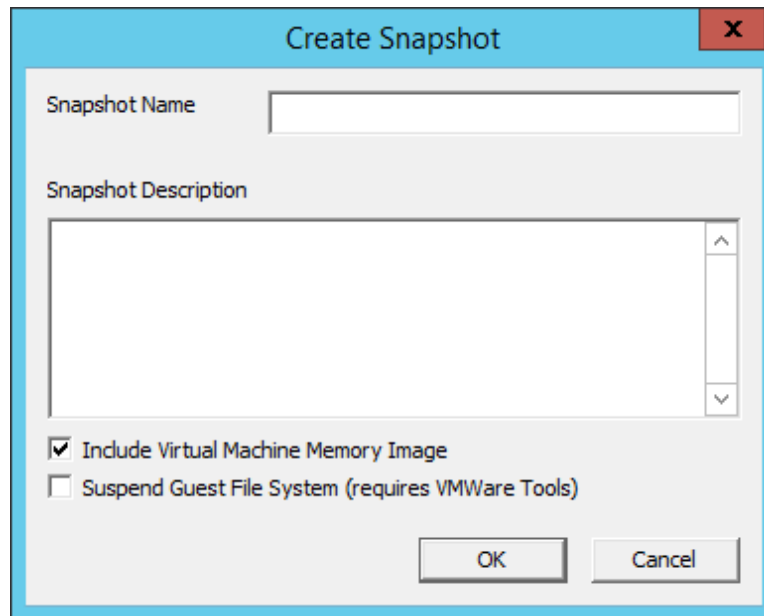 Create Snapshot
x
Snapshot Name
Snapshot Description
Include Virtual Machine Memory Image
Suspend Guest File System (requires VMWare Tools)
OK Cancel